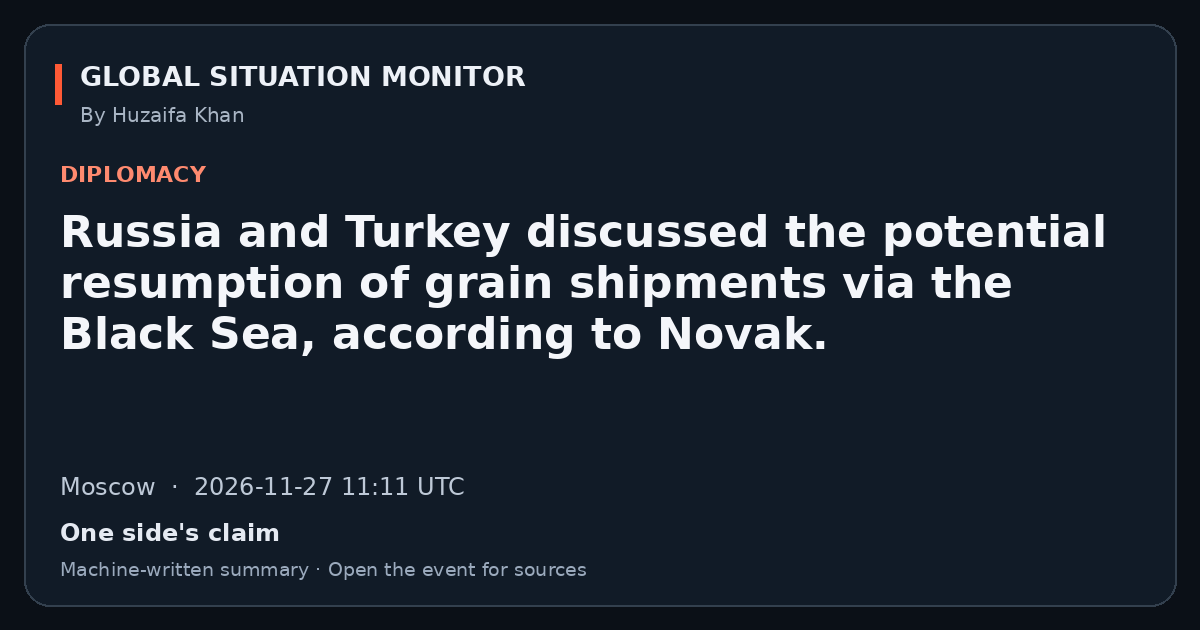 GLOBAL SITUATION MONITOR
By Huzaifa Khan
DIPLOMACY
Russia and Turkey discussed the potential
resumption of grain shipments via the
Black Sea, according to Novak.
Moscow · 2026-11-27 11:11 UTC
One side's claim
Machine-written summary · Open the event for sources